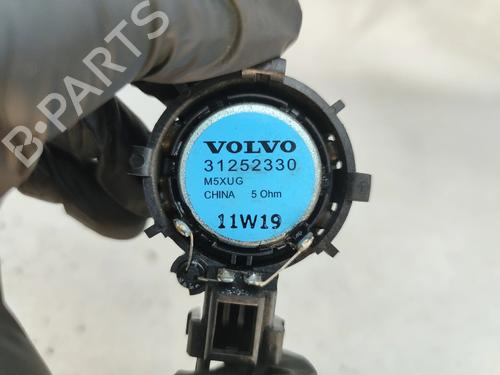 B-PARTS
VOLVO
31252330
M5XUG
CHINA 5 Ohm
11W19